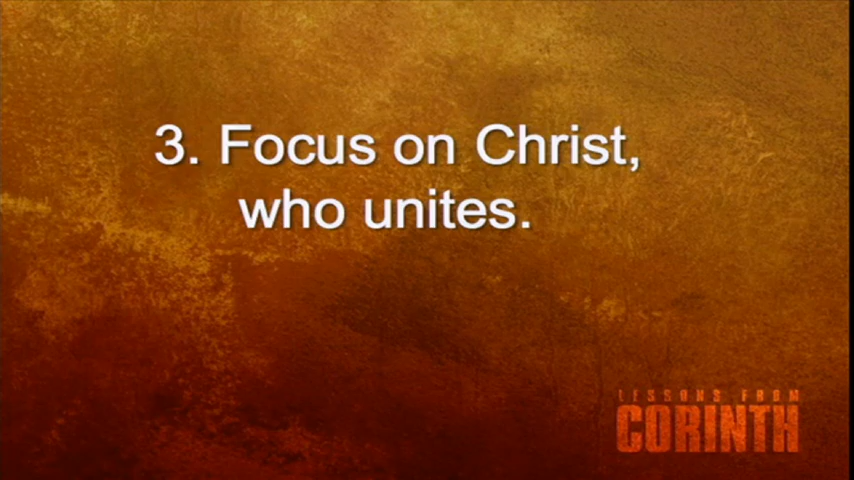 3. Focus on Christ,
who unites.
LESSONS FROM
CORINTH